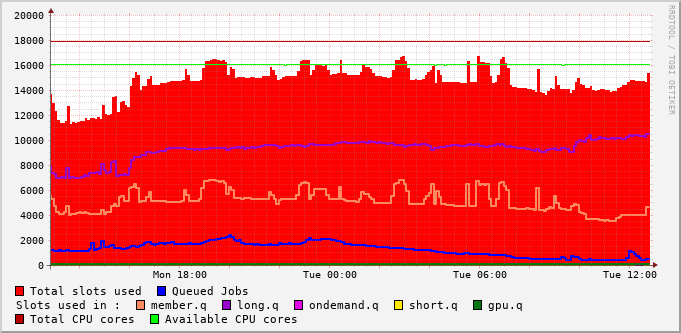 20000
18000
16000
14000
12000
10000
8000
6000
4000
2000
0
Mon 18:00 Tue 00:00 Tue 06:00 Tue 12:00
Total slots used Queued Jobs
Slots used in : member.q long.q ondemand.q short.q gpu.q
Total CPU cores Available CPU cores
RRDTOOL / TOBI OETIKER